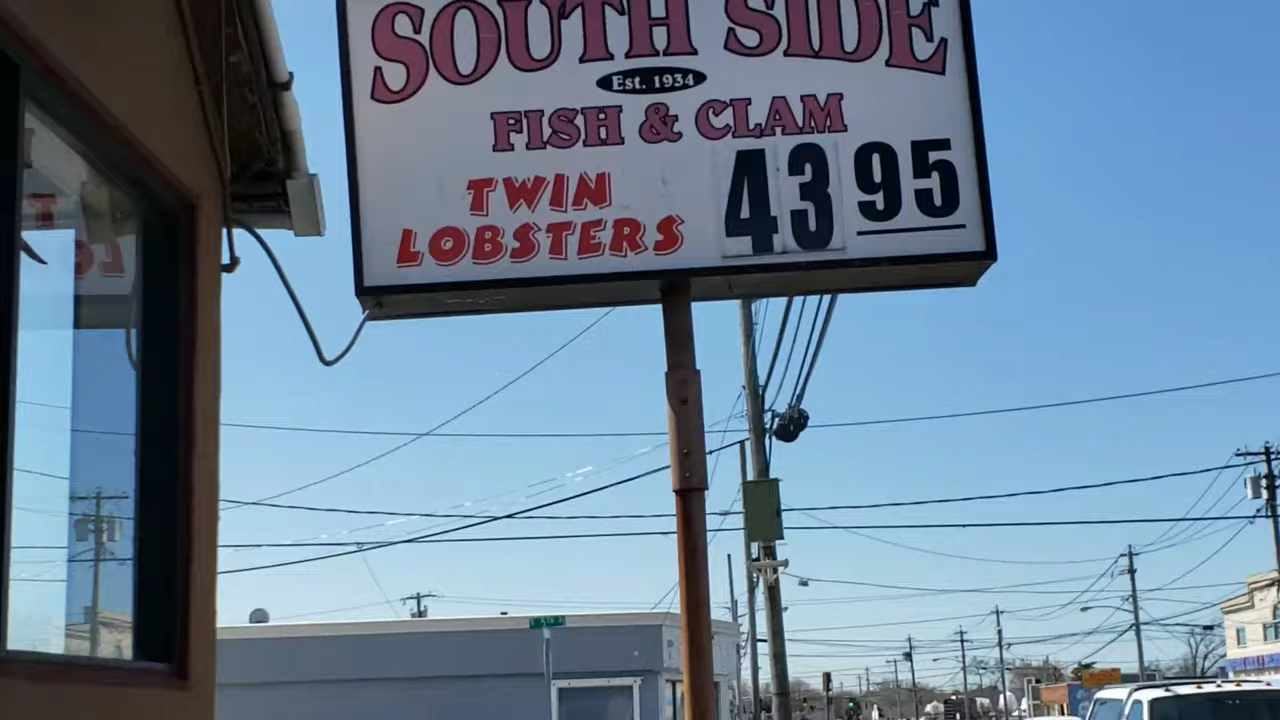 SOUTH SIDE
Est. 1934
FISH & CLAM
TWIN
LOBSTERS
43 95